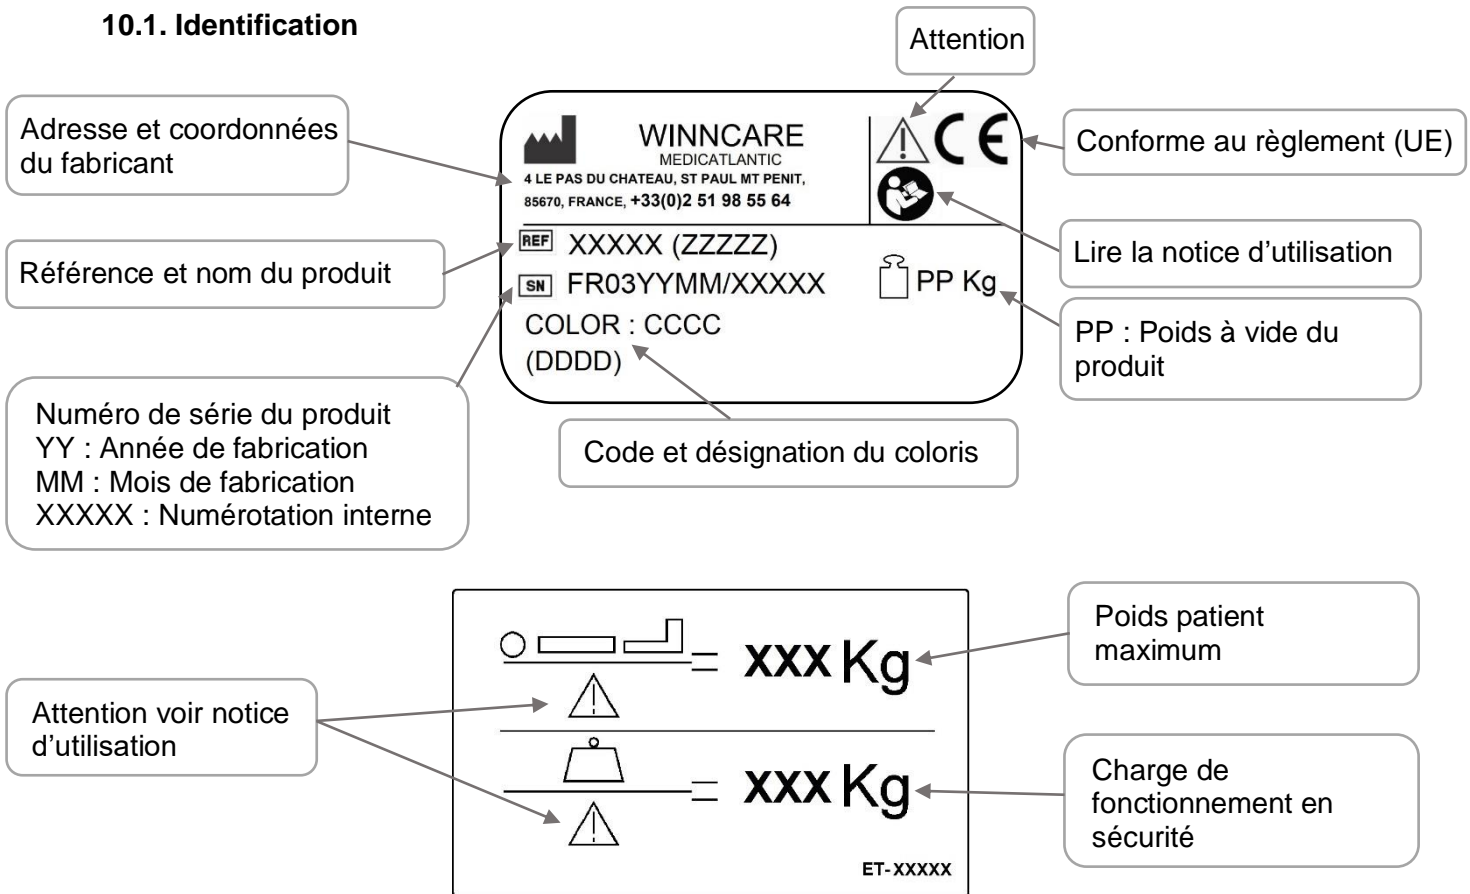 10.1. Identification
Attention
Adresse et coordonnées
du fabricant
WINNCARE
MEDICATLANTIC
4 LE PAS DU CHATEAU, ST PAUL MT PENIT,
85670, FRANCE, +33(0)2 51 98 55 64
CE
Conforme au règlement (UE)
Référence et nom du produit
REF XXXXX (ZZZZZ)
SN FR03YYMM/XXXXX
COLOR : CCCC
(DDDD)
PP Kg
Lire la notice d’utilisation
PP : Poids à vide du
produit
Numéro de série du produit
YY : Année de fabrication
MM : Mois de fabrication
XXXXX : Numérotation interne
Code et désignation du coloris
= xxx Kg
Poids patient
maximum
Attention voir notice
d’utilisation
= xxx Kg
Charge de
fonctionnement en
sécurité
ET-XXXXX